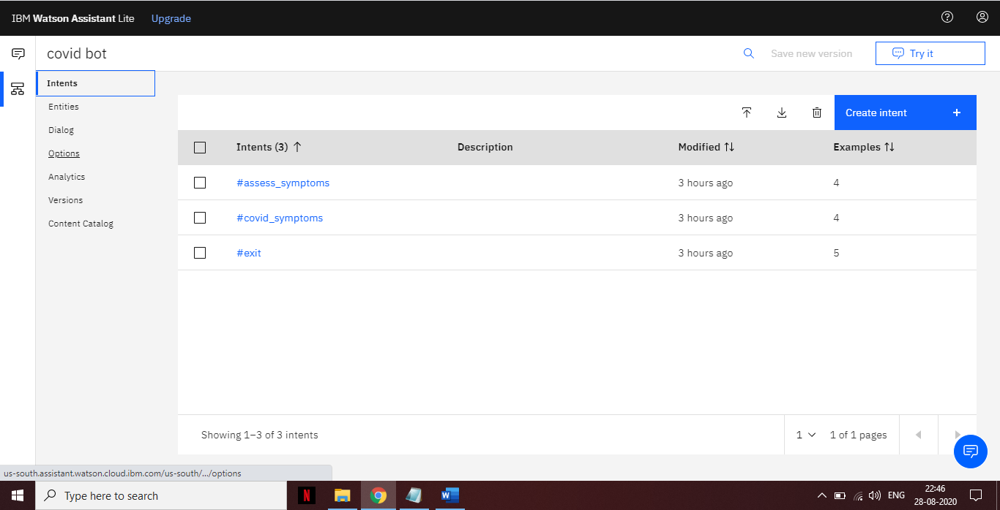 IBM Watson Assistant Lite Upgrade
covid bot Save new version Try it
Intents
Entities
Dialog
Options
Analytics
Versions
Content Catalog
Create intent +
Intents (3) Description Modified Examples
#assess_symptoms 3 hours ago 4
#covid_symptoms 3 hours ago 4
#exit 3 hours ago 5
Showing 1–3 of 3 intents 1 1 of 1 pages
us-south.assistant.watson.cloud.ibm.com/us-south/.../options
Type here to search N W ENG 22:46
28-08-2020